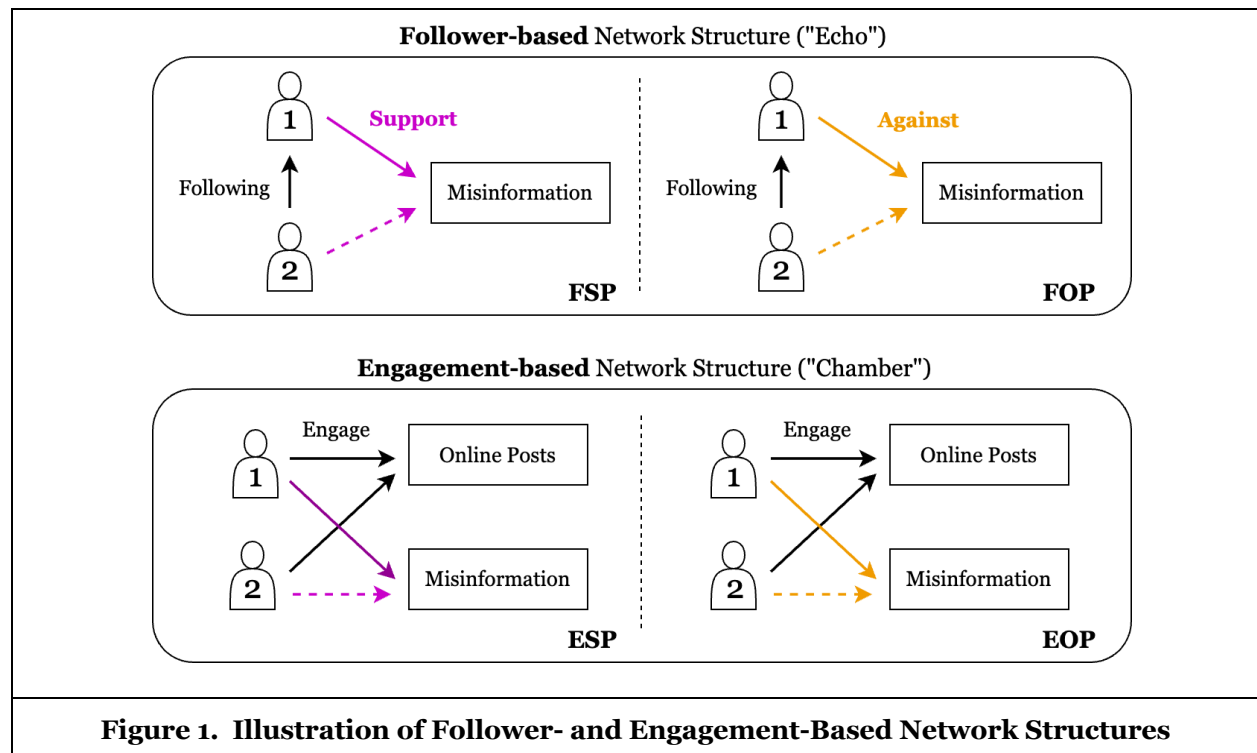 Follower-based Network Structure ("Echo")
1
Support
Following
Misinformation
2
FSP
1
Against
Following
Misinformation
2
FOP
Engagement-based Network Structure ("Chamber")
1
Engage
Online Posts
2
Misinformation
ESP
1
Engage
Online Posts
2
Misinformation
EOP
Figure 1. Illustration of Follower- and Engagement-Based Network Structures